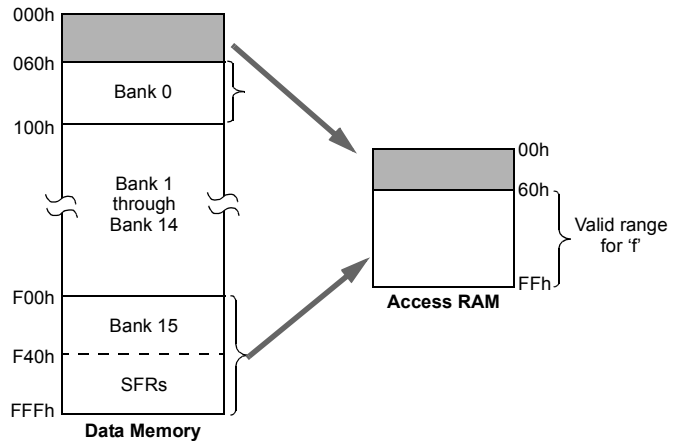 000h
060h
Bank 0
100h
Bank 1
through
Bank 14
F00h
Bank 15
F40h
SFRs
FFFh
Data Memory
00h
60h
Valid range
for ‘f’
FFh
Access RAM